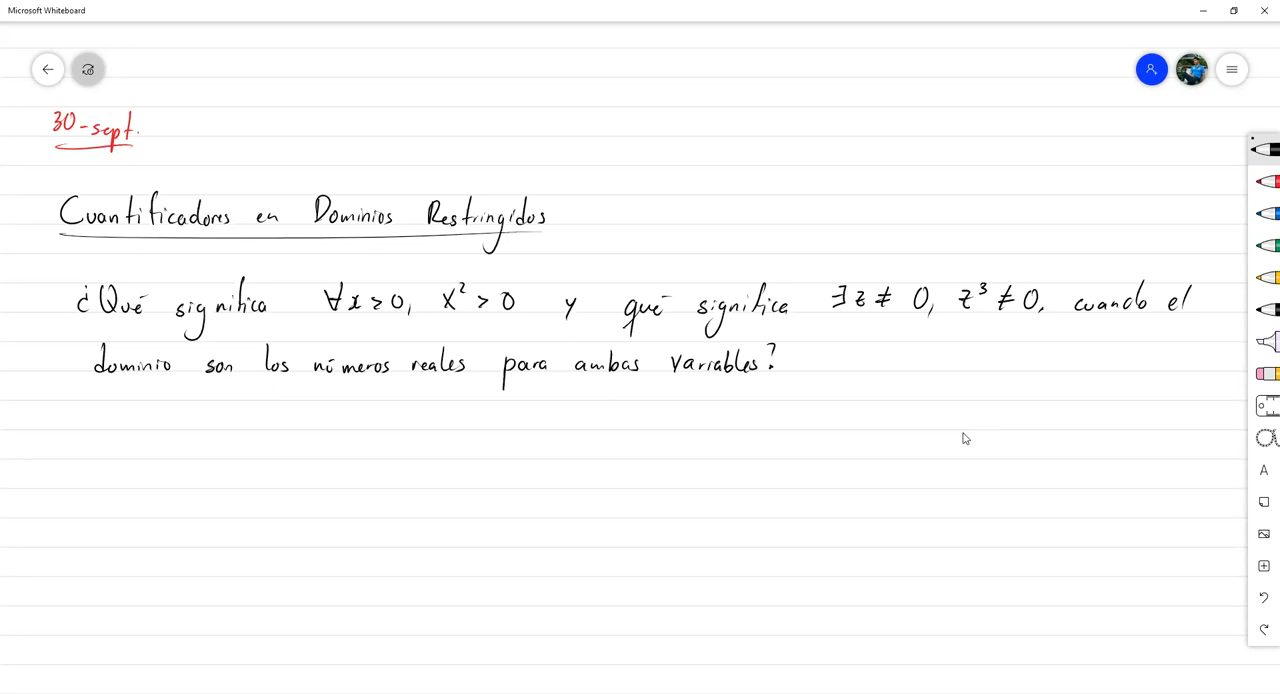 Microsoft Whiteboard
30-sept.
Cuantificadores en Dominios Restringidos
¿Qué significa ∀x>0, x² > 0 y qué significa ∃z ≠ 0, z³ ≠ 0, cuando el
dominio son los números reales para ambas variables?
A